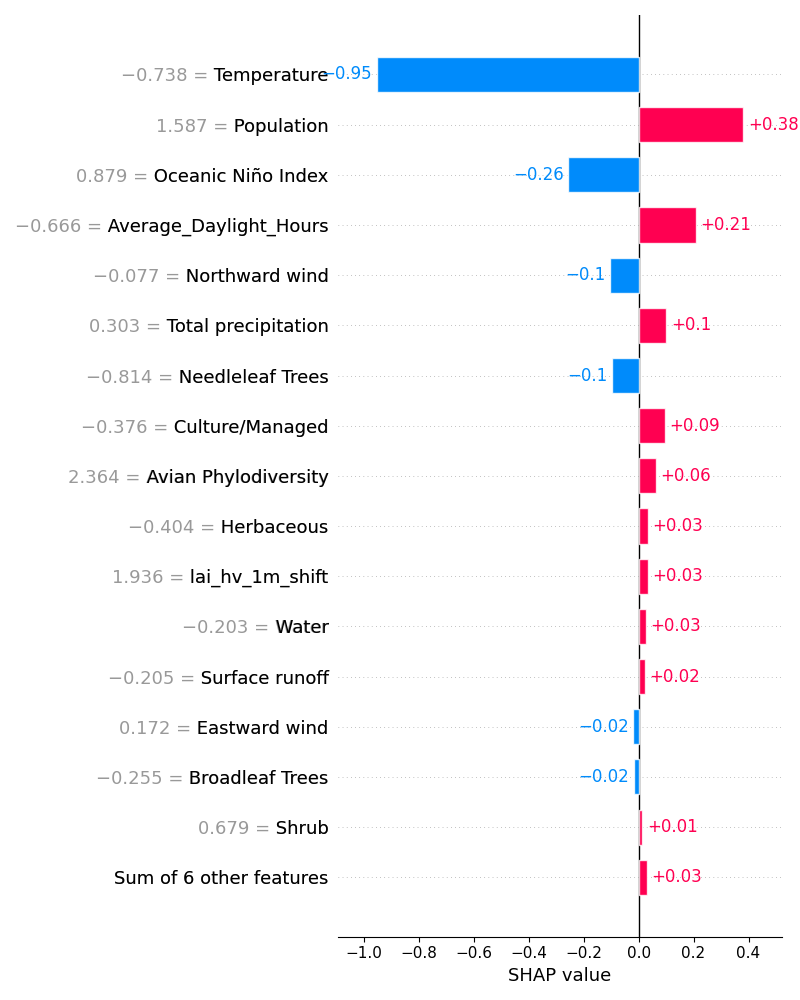 −0.738 = Temperature −0.95
1.587 = Population +0.38
0.879 = Oceanic Niño Index −0.26
−0.666 = Average_Daylight_Hours +0.21
−0.077 = Northward wind −0.1
0.303 = Total precipitation +0.1
−0.814 = Needleleaf Trees −0.1
−0.376 = Culture/Managed +0.09
2.364 = Avian Phylodiversity +0.06
−0.404 = Herbaceous +0.03
1.936 = lai_hv_1m_shift +0.03
−0.203 = Water +0.03
−0.205 = Surface runoff +0.02
0.172 = Eastward wind −0.02
−0.255 = Broadleaf Trees −0.02
0.679 = Shrub +0.01
Sum of 6 other features +0.03
−1.0 −0.8 −0.6 −0.4 −0.2 0.0 0.2 0.4
SHAP value